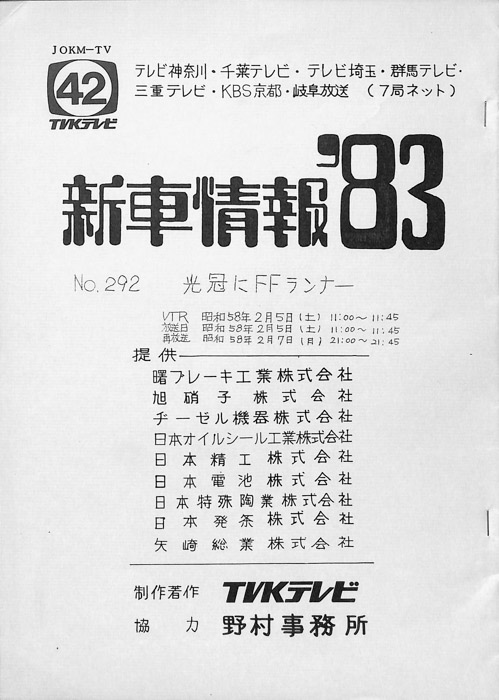 JOKM-TV
42
TVKテレビ
テレビ神奈川・千葉テレビ・テレビ埼玉・群馬テレビ・
三重テレビ・KBS京都・岐阜放送 (7局ネット)
新車情報'83
No.292 光冠にFFランナー
VTR 昭和58年2月5日(土) 11:00〜11:45
放送日 昭和58年2月5日(土) 11:00〜11:45
再放送 昭和58年2月7日(月) 21:00〜21:45
提供
曙ブレーキ工業株式会社
旭硝子株式会社
ヂーゼル機器株式会社
日本オイルシール工業株式会社
日本精工株式会社
日本電池株式会社
日本特殊陶業株式会社
日本発条株式会社
矢崎総業株式会社
制作著作 TVKテレビ
協力 野村事務所